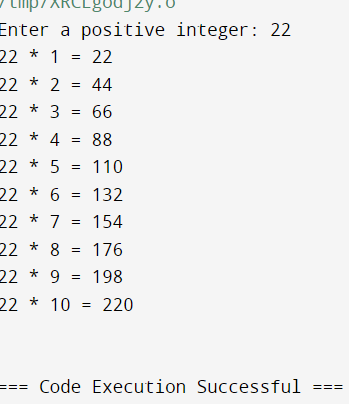 /tmp/XRCLgodj2y.o
Enter a positive integer: 22
22 * 1 = 22
22 * 2 = 44
22 * 3 = 66
22 * 4 = 88
22 * 5 = 110
22 * 6 = 132
22 * 7 = 154
22 * 8 = 176
22 * 9 = 198
22 * 10 = 220
=== Code Execution Successful ===